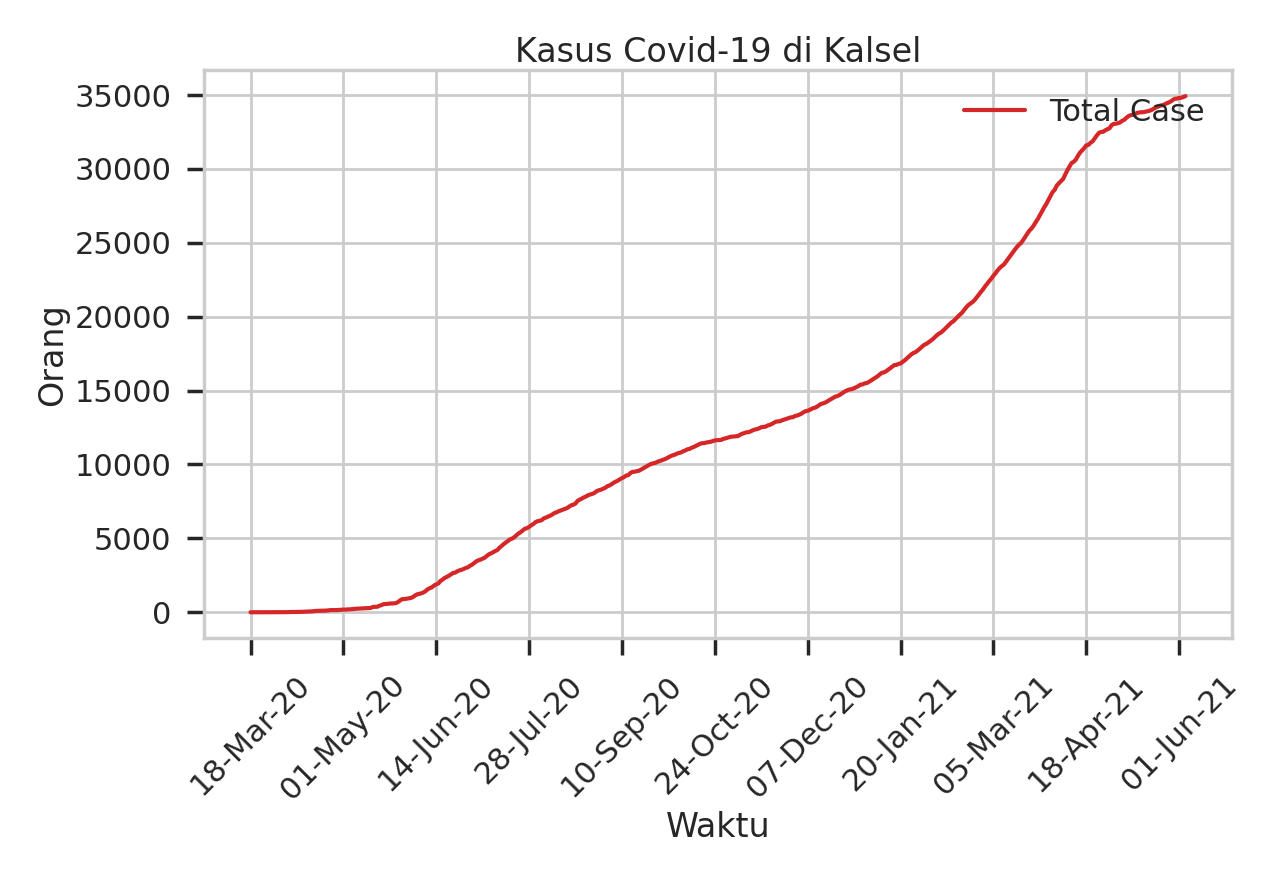 Kasus Covid-19 di Kalsel
Total Case
35000
30000
25000
20000
15000
10000
5000
0
Orang
18-Mar-20
01-May-20
14-Jun-20
28-Jul-20
10-Sep-20
24-Oct-20
07-Dec-20
20-Jan-21
05-Mar-21
18-Apr-21
01-Jun-21
Waktu